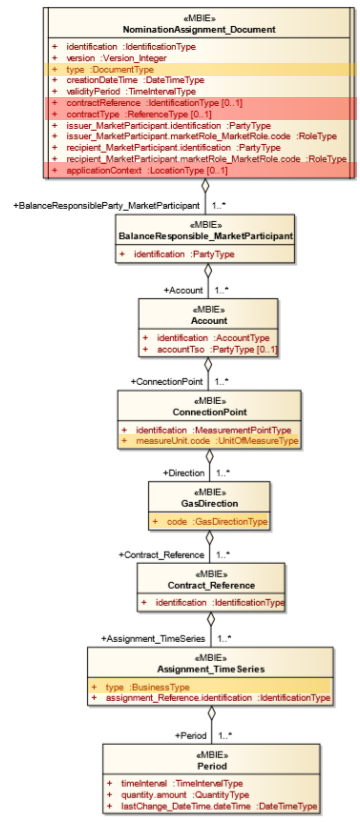 «MBIE»
NominationAssignment_Document
+ identification :IdentificationType
+ version :Version_Integer
+ type :DocumentType
+ creationDateTime :DateTimeType
+ validityPeriod :TimeIntervalType
+ contractReference :IdentificationType [0..1]
+ contractType :ReferenceType [0..1]
+ issuer_MarketParticipant.identification :PartyType
+ issuer_MarketParticipant.marketRole_MarketRole.code :RoleType
+ recipient_MarketParticipant.identification :PartyType
+ recipient_MarketParticipant.marketRole_MarketRole.code :RoleType
+ applicationContext :LocationType [0..1]
+BalanceResponsibleParty_MarketParticipant 1..*
«MBIE»
BalanceResponsible_MarketParticipant
+ identification :PartyType
+Account 1..*
«MBIE»
Account
+ identification :AccountType
+ accountTso :PartyType [0..1]
+ConnectionPoint 1..*
«MBIE»
ConnectionPoint
+ identification :MeasurementPointType
+ measureUnit.code :UnitOfMeasureType
+Direction 1..*
«MBIE»
GasDirection
+ code :GasDirectionType
+Contract_Reference 1..*
«MBIE»
Contract_Reference
+ identification :IdentificationType
+Assignment_TimeSeries 1..*
«MBIE»
Assignment_TimeSeries
+ type :BusinessType
+ assignment_Reference.identification :IdentificationType
+Period 1..*
«MBIE»
Period
+ timeInterval :TimeIntervalType
+ quantity.amount :QuantityType
+ lastChange_DateTime.dateTime :DateTimeType